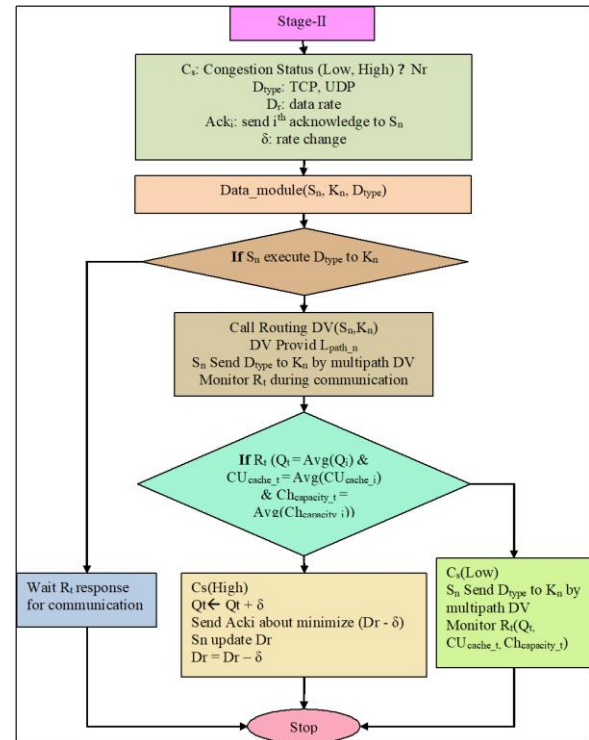 Stage-II
Cs: Congestion Status (Low, High) ? Nr
Dtype: TCP, UDP
Dr: data rate
Acki: send ith acknowledge to Sn
δ: rate change
Data_module(Sn, Kn, Dtype)
If Sn execute Dtype to Kn
Call Routing DV(Sn,Kn)
DV Provid Lpath_n
Sn Send Dtype to Kn by multipath DV
Monitor Rt during communication
If Rt (Qt = Avg(Qi) &
CUcache_t = Avg(CUcache_i)
& Chcapacity_t =
Avg(Chcapacity_i))
Wait Rt response
for communication
Cs(High)
Qt← Qt + δ
Send Acki about minimize (Dr - δ)
Sn update Dr
Dr = Dr – δ
Cs(Low)
Sn Send Dtype to Kn by
multipath DV
Monitor Rt(Qt,
CUcache_t, Chcapacity_t)
Stop